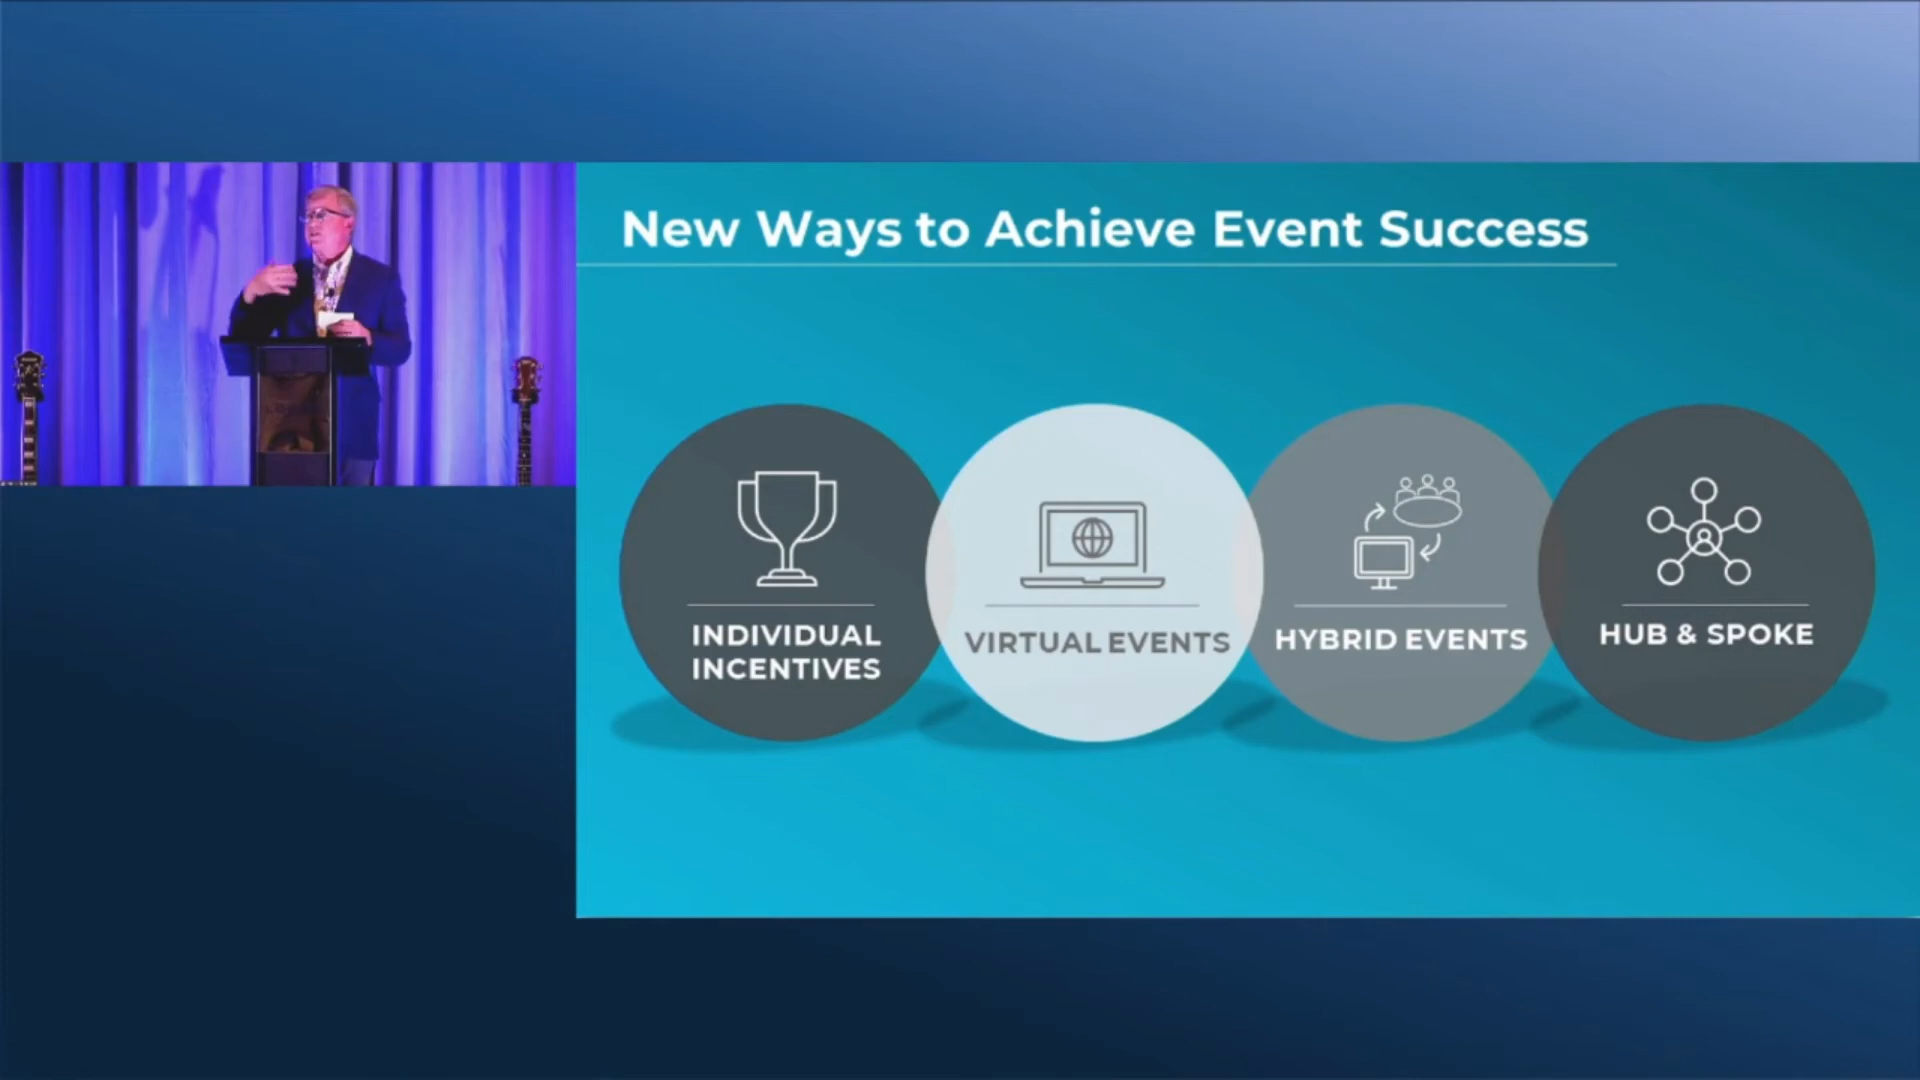 New Ways to Achieve Event Success
INDIVIDUAL
INCENTIVES
VIRTUAL EVENTS
HYBRID EVENTS
HUB & SPOKE